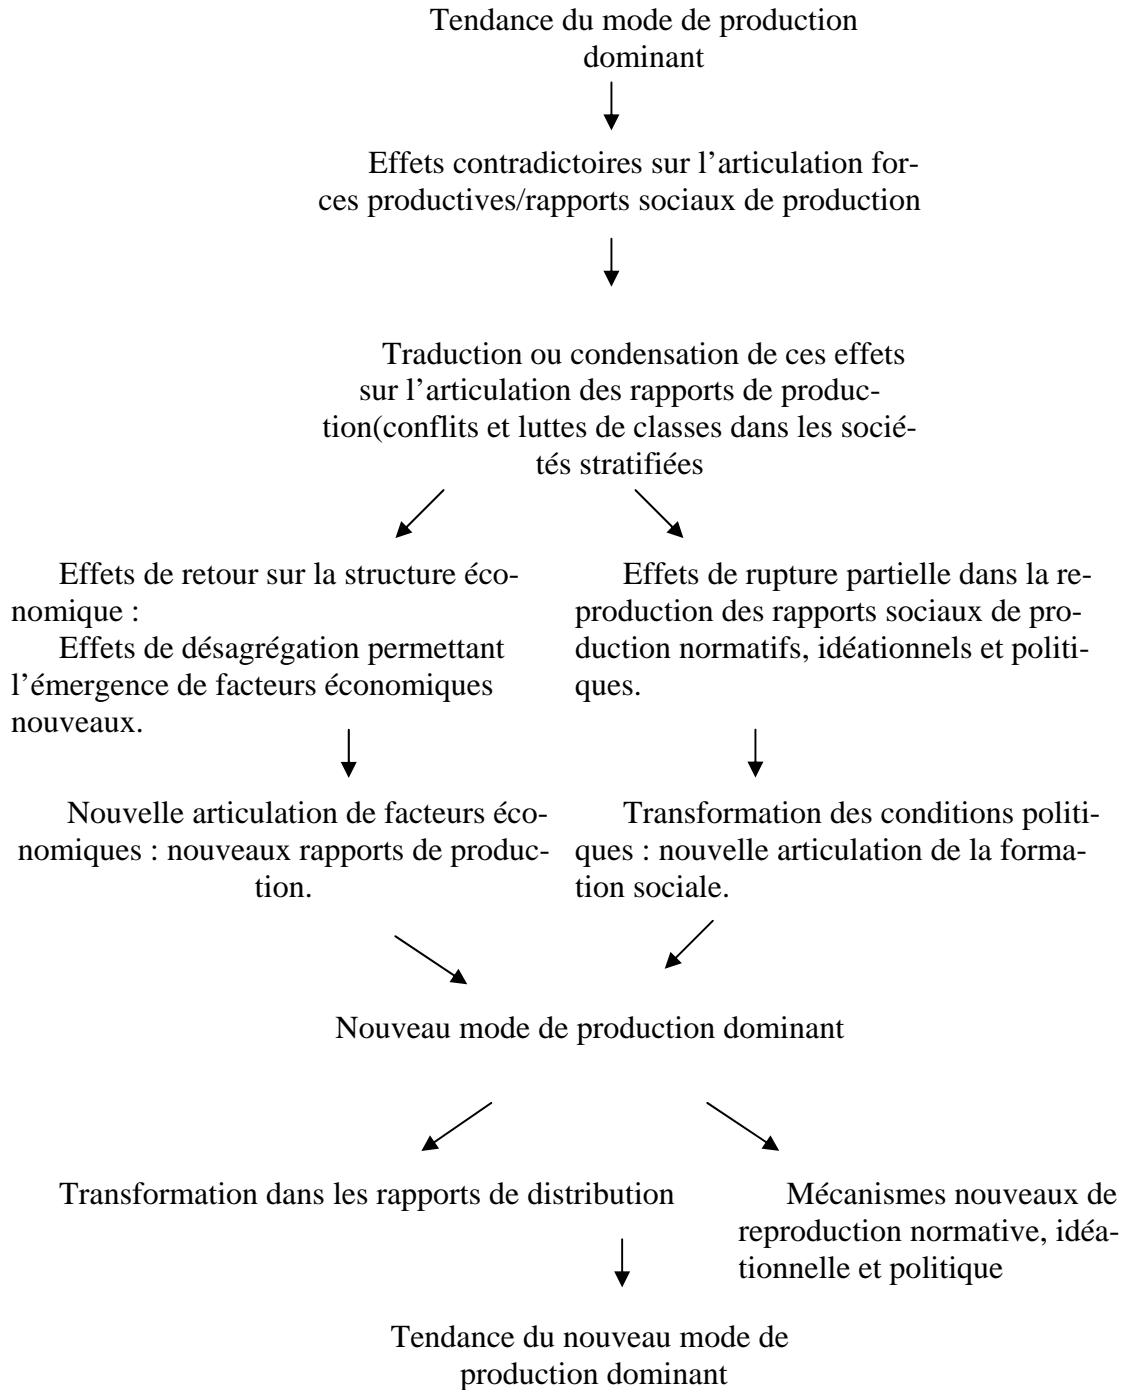 Tendance du mode de production
dominant
Effets contradictoires sur l’articulation for-
ces productives/rapports sociaux de production
Traduction ou condensation de ces effets
sur l’articulation des rapports de produc-
tion(conflits et luttes de classes dans les socié-
tés stratifiées
Effets de retour sur la structure éco-
nomique :
Effets de désagrégation permettant
l’émergence de facteurs économiques
nouveaux.
Effets de rupture partielle dans la re-
production des rapports sociaux de pro-
duction normatifs, idéationnels et politi-
ques.
Nouvelle articulation de facteurs éco-
nomiques : nouveaux rapports de produc-
tion.
Transformation des conditions politi-
ques : nouvelle articulation de la forma-
tion sociale.
Nouveau mode de production dominant
Transformation dans les rapports de distribution
Mécanismes nouveaux de
reproduction normative, idéa-
tionnelle et politique
Tendance du nouveau mode de
production dominant